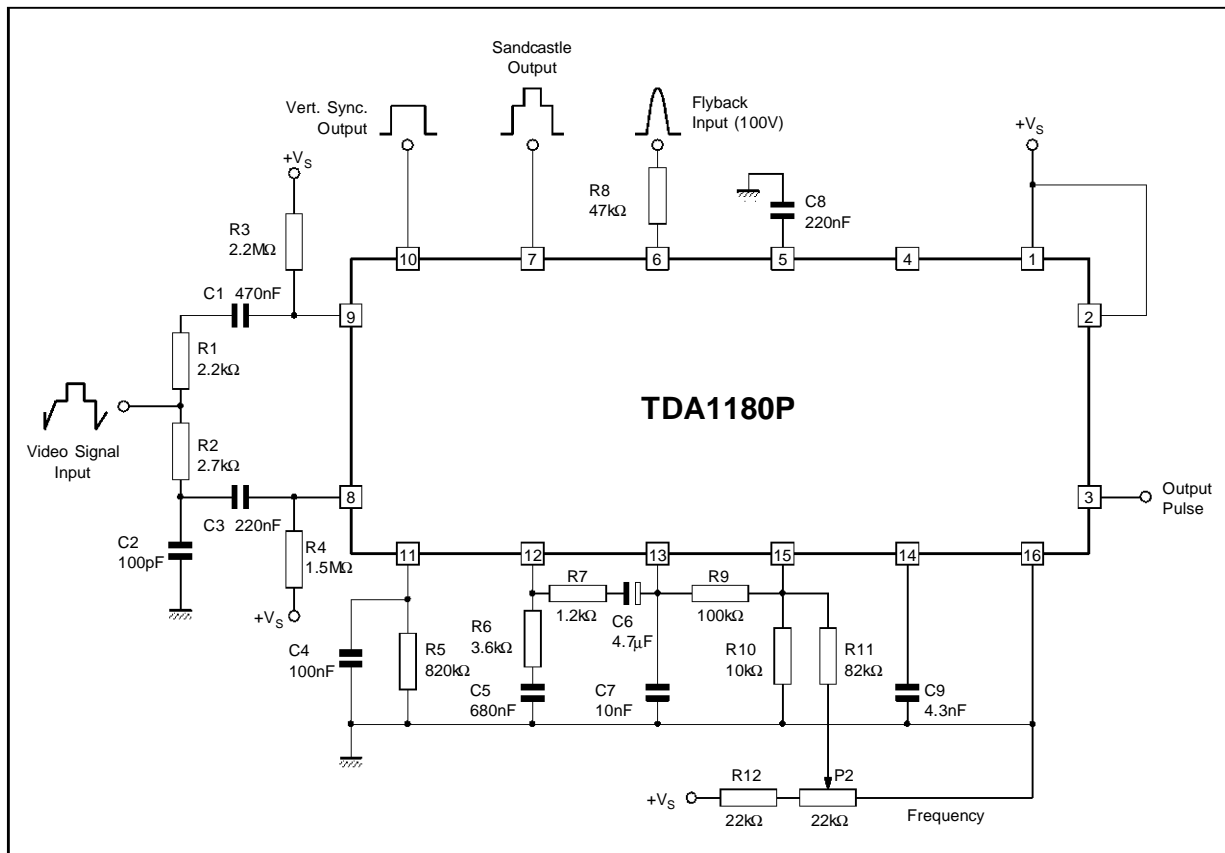 Sandcastle
Output
Vert. Sync.
Output
Flyback
Input (100V)
+VS
+VS
R8
47kΩ
C8
220nF
R3
2.2MΩ
10
7
6
5
4
1
C1 470nF
9
2
R1
2.2kΩ
TDA1180P
Video Signal
Input
R2
2.7kΩ
8
3
Output
Pulse
C3 220nF
C2
100pF
R4
1.5MΩ
11
12
13
15
14
16
+VS
R7
1.2kΩ
C6
4.7µF
R9
100kΩ
R6
3.6kΩ
C4
100nF
R5
820kΩ
R10
10kΩ
R11
82kΩ
C5
680nF
C7
10nF
C9
4.3nF
+VS
R12
22kΩ
P2
22kΩ
Frequency